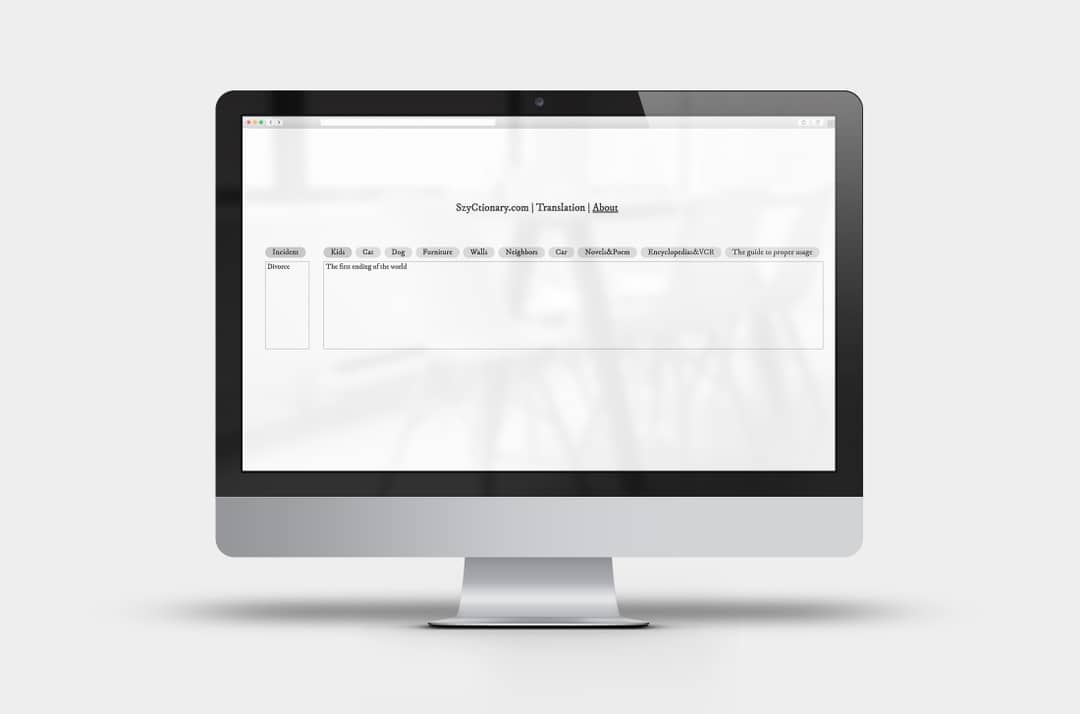 SzyCtionary.com | Translation | About
Incident Kids Cat Dog Furniture Walls Neighbors Car Novels&Poem Encyclopedias&VCR The guide to proper usage
Divorce The first ending of the world